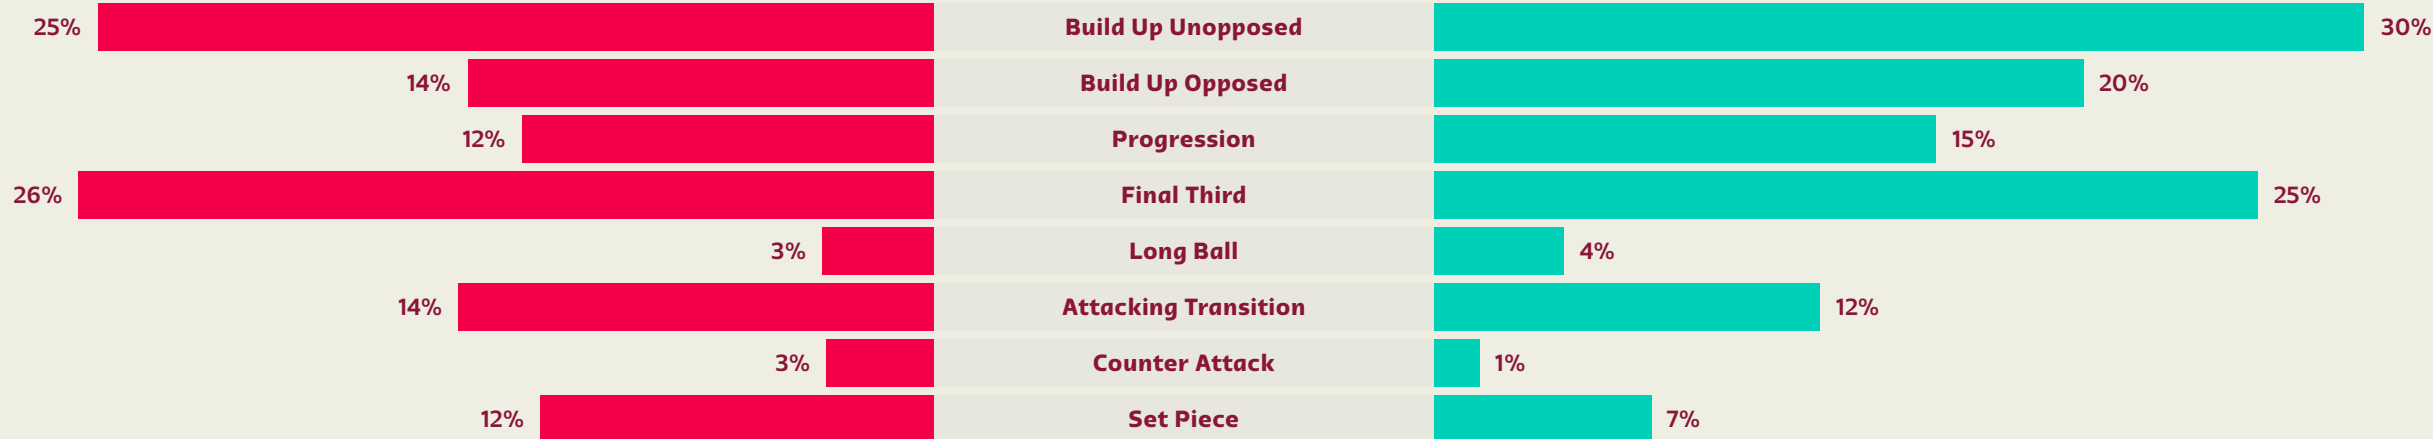 25% Build Up Unopposed 30%
14% Build Up Opposed 20%
12% Progression 15%
26% Final Third 25%
3% Long Ball 4%
14% Attacking Transition 12%
3% Counter Attack 1%
12% Set Piece 7%